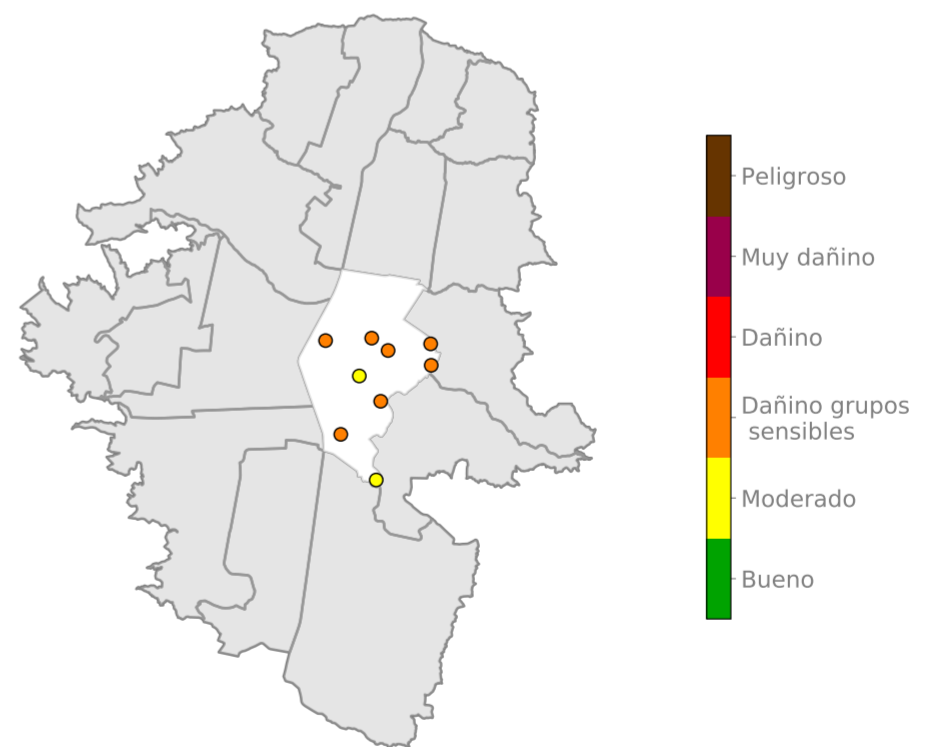 Peligroso
Muy dañino
Dañino
Dañino grupos
sensibles
Moderado
Bueno